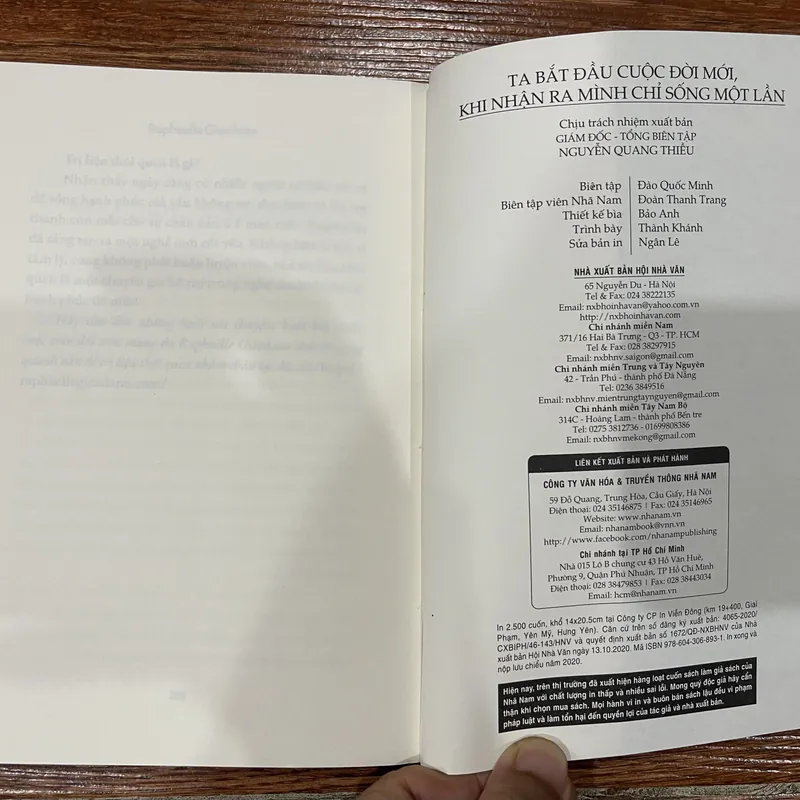 Raphaëlle Giordano
Trị liệu thói quen là gì?
TA BẮT ĐẦU CUỘC ĐỜI MỚI,
KHI NHẬN RA MÌNH CHỈ SỐNG MỘT LẦN
Chịu trách nhiệm xuất bản
GIÁM ĐỐC - TỔNG BIÊN TẬP
NGUYỄN QUANG THIỀU
Biên tập Đào Quốc Minh
Biên tập viên Nhã Nam Đoàn Thanh Trang
Thiết kế bìa Bảo Anh
Trình bày Thành Khánh
Sửa bản in Ngân Lê
NHÀ XUẤT BẢN HỘI NHÀ VĂN
65 Nguyễn Du - Hà Nội
Tel & Fax: 024 38222135
Email: nxbhoinhavan@yahoo.com.vn
http://nxbhoinhavan.com
Chi nhánh miền Nam
371/16 Hai Bà Trưng - Q3 - TP. HCM
Tel & Fax: 028 38297915
Email: nxbhnv.saigon@gmail.com
Chi nhánh miền Trung và Tây Nguyên
42 - Trần Phú - thành phố Đà Nẵng
Tel: 0236 3849516
Email: nxbhnv.mientrungtaynguyen@gmail.com
Chi nhánh miền Tây Nam Bộ
314C - Hoàng Lam - thành phố Bến tre
Tel: 0275 3812736 - 01699808386
Email: nxbhnvmekong@gmail.com
LIÊN KẾT XUẤT BẢN VÀ PHÁT HÀNH
CÔNG TY VĂN HÓA & TRUYỀN THÔNG NHÃ NAM
59 Đỗ Quang, Trung Hòa, Cầu Giấy, Hà Nội
Điện thoại: 024 35146875 | Fax: 024 35146965
Website: www.nhanam.vn
Email: nhanambook@vnn.vn
http://www.facebook.com/nhanampublishing
Chi nhánh tại TP Hồ Chí Minh
Nhà 015 Lô B chung cư 43 Hồ Văn Huê,
Phường 9, Quận Phú Nhuận, TP Hồ Chí Minh
Điện thoại: 028 38479853 | Fax: 028 38443034
Email: hcm@nhanam.vn
In 2.500 cuốn, khổ 14x20.5cm tại Công ty CP In Viễn Đông (km 19+400, Giai
Phạm, Yên Mỹ, Hưng Yên). Căn cứ trên số đăng ký xuất bản: 4065-2020/
CXBIPH/46-143/HNV và quyết định xuất bản số 1672/QĐ-NXBHNV của Nhà
xuất bản Hội Nhà Văn ngày 13.10.2020. Mã ISBN 978-604-306-893-1. In xong và
nộp lưu chiểu năm 2020.
Hiện nay, trên thị trường đã xuất hiện hàng loạt cuốn sách làm giả sách của
Nhã Nam với chất lượng in thấp và nhiều sai lỗi. Mong quý độc giả hãy cẩn
thận khi chọn mua sách. Mọi hành vi in và buôn bán sách lậu đều vi phạm
pháp luật và làm tổn hại đến quyền lợi của tác giả và nhà xuất bản.